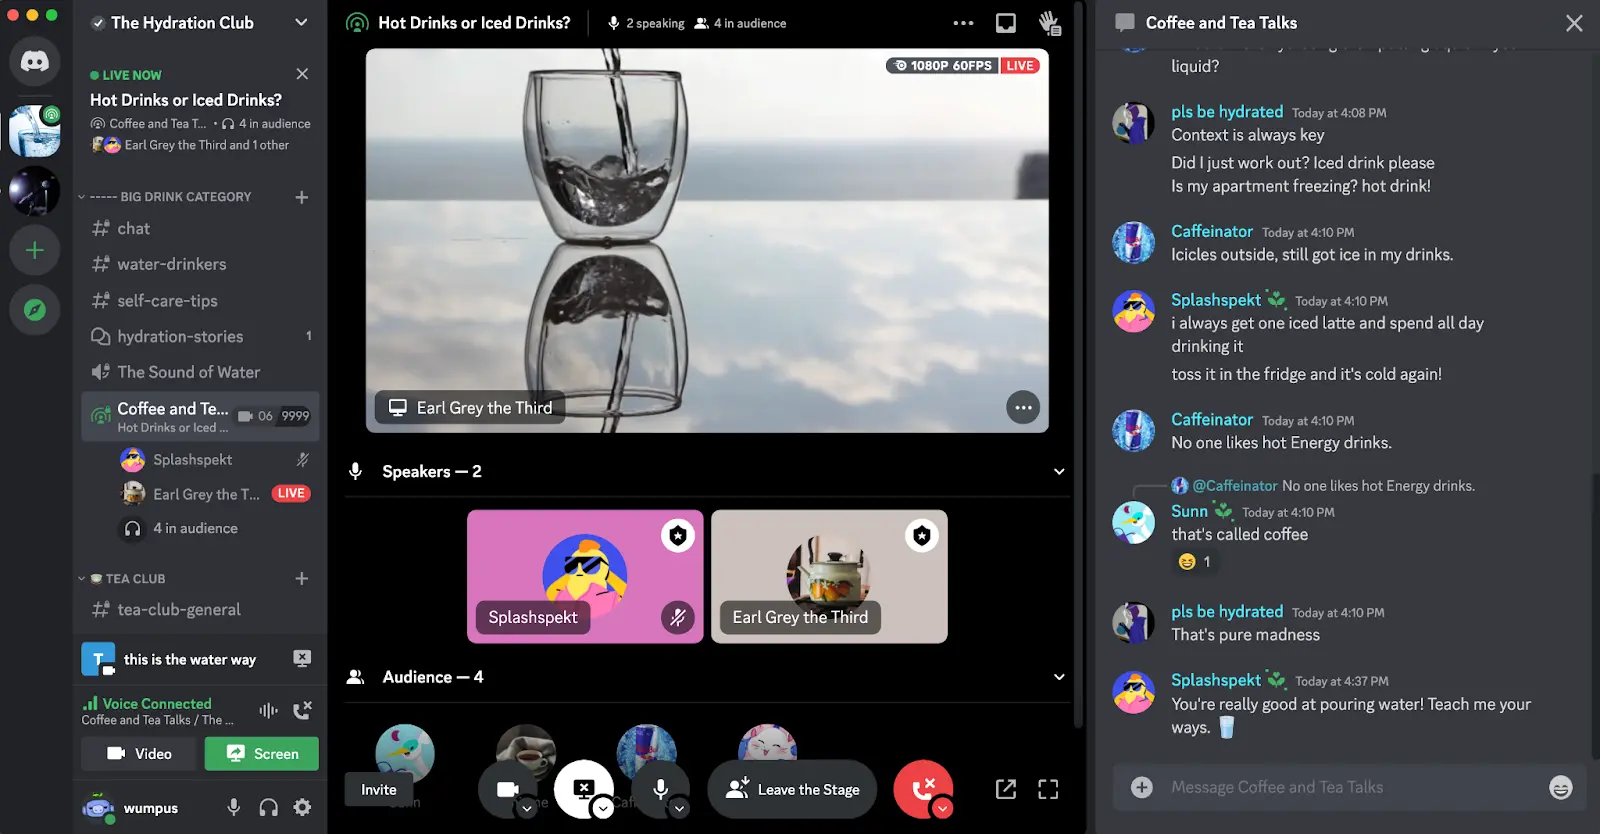 The Hydration Club
LIVE NOW
Hot Drinks or Iced Drinks?
Coffee and Tea T... • 4 in audience
Earl Grey the Third and 1 other
----- BIG DRINK CATEGORY
chat
water-drinkers
self-care-tips
hydration-stories 1
The Sound of Water
Coffee and Te... 06 9999
Hot Drinks or Iced ...
Splashspekt
Earl Grey the T... LIVE
4 in audience
TEA CLUB
tea-club-general
T this is the water way
Voice Connected
Coffee and Tea Talks / The ...
Video Screen
wumpus
Hot Drinks or Iced Drinks? 2 speaking 4 in audience
1080P 60FPS LIVE
Earl Grey the Third
Speakers — 2
Splashspekt
Earl Grey the Third
Audience — 4
Invite
Leave the Stage
Coffee and Tea Talks
liquid?
pls be hydrated Today at 4:08 PM
Context is always key
Did I just work out? Iced drink please
Is my apartment freezing? hot drink!
Caffeinator Today at 4:10 PM
Icicles outside, still got ice in my drinks.
Splashspekt Today at 4:10 PM
i always get one iced latte and spend all day
drinking it
toss it in the fridge and it's cold again!
Caffeinator Today at 4:10 PM
No one likes hot Energy drinks.
@Caffeinator No one likes hot Energy drinks.
Sunn Today at 4:10 PM
that's called coffee
1
pls be hydrated Today at 4:10 PM
That's pure madness
Splashspekt Today at 4:37 PM
You're really good at pouring water! Teach me your
ways.
Message Coffee and Tea Talks